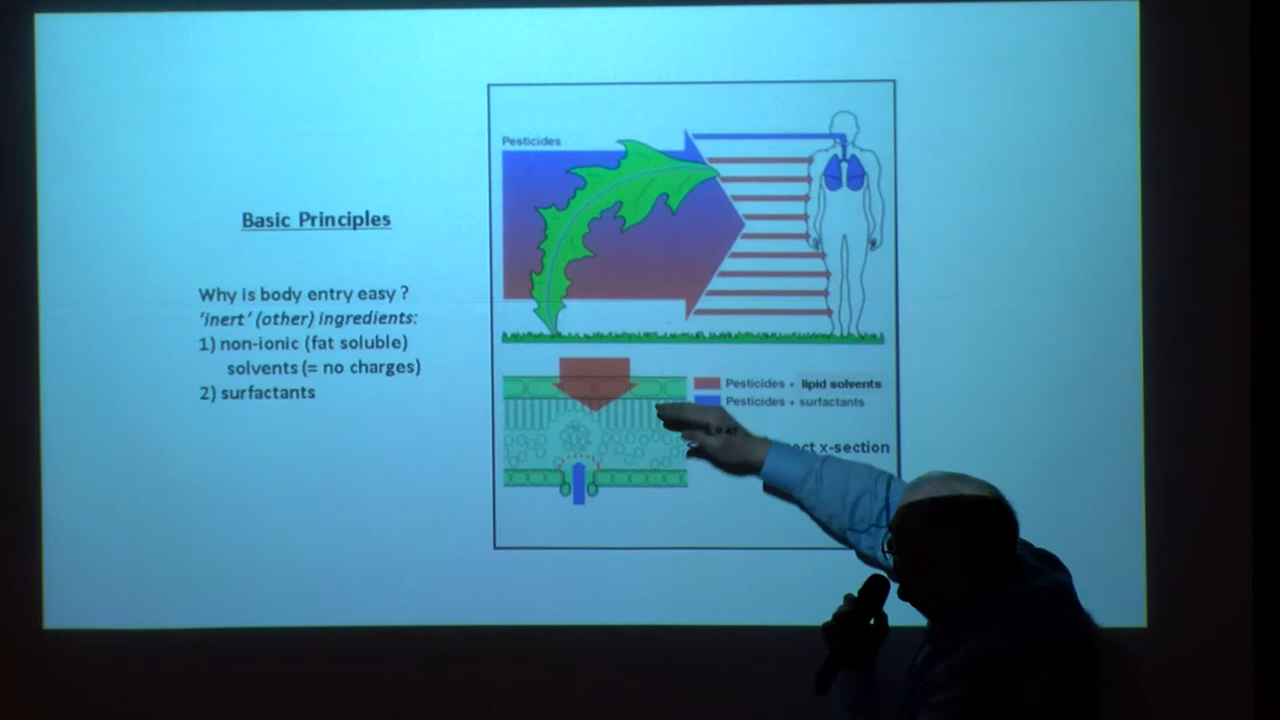 Basic Principles
Why is body entry easy ?
'inert' (other) ingredients:
1) non-ionic (fat soluble)
solvents (= no charges)
2) surfactants
Pesticides
Pesticides + lipid solvents
Pesticides + surfactants
x-section